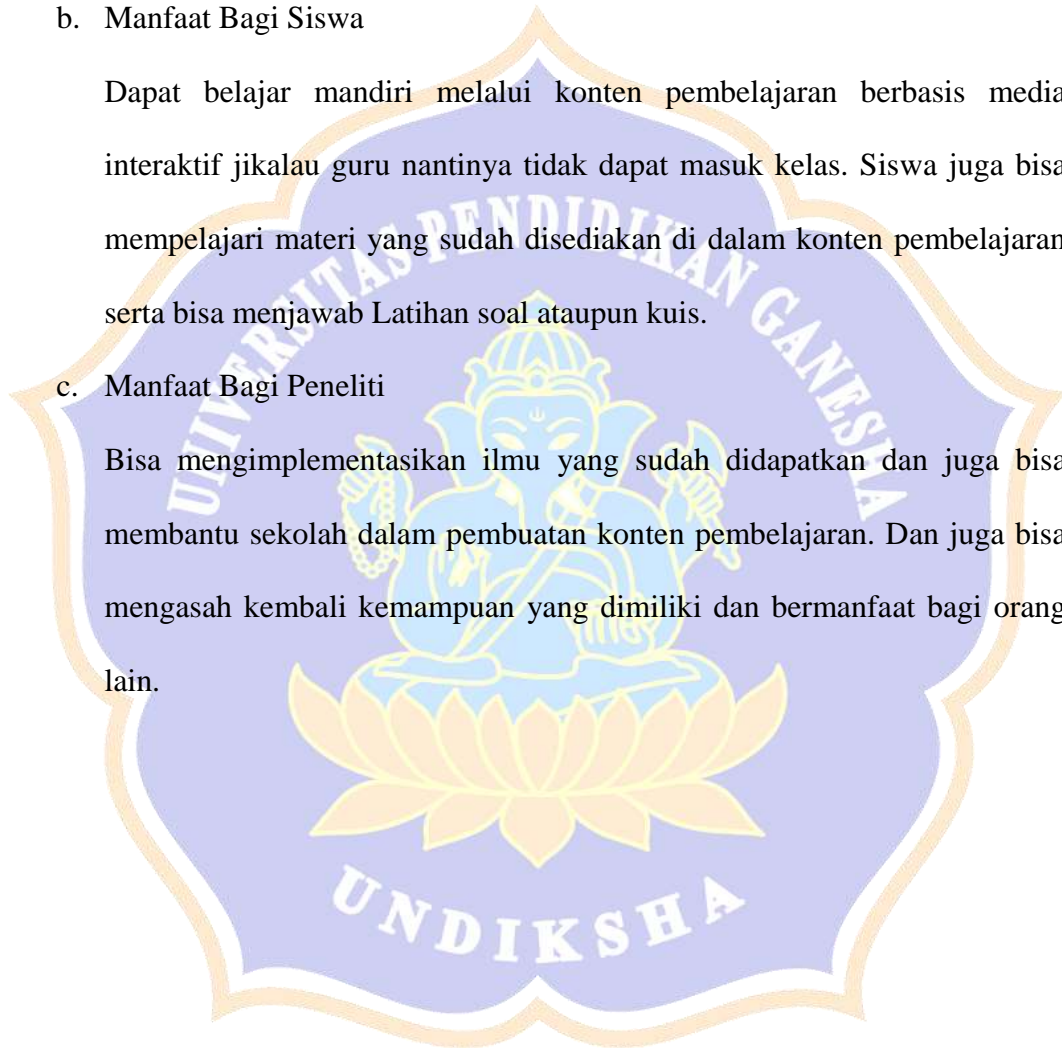 b. Manfaat Bagi Siswa
Dapat belajar mandiri melalui konten pembelajaran berbasis media
interaktif jikalau guru nantinya tidak dapat masuk kelas. Siswa juga bisa
mempelajari materi yang sudah disediakan di dalam konten pembelajaran
serta bisa menjawab Latihan soal ataupun kuis.
c. Manfaat Bagi Peneliti
Bisa mengimplementasikan ilmu yang sudah didapatkan dan juga bisa
membantu sekolah dalam pembuatan konten pembelajaran. Dan juga bisa
mengasah kembali kemampuan yang dimiliki dan bermanfaat bagi orang
lain.
UNIVERSITAS PENDIDIKAN GANESHA
UNDIKSHA